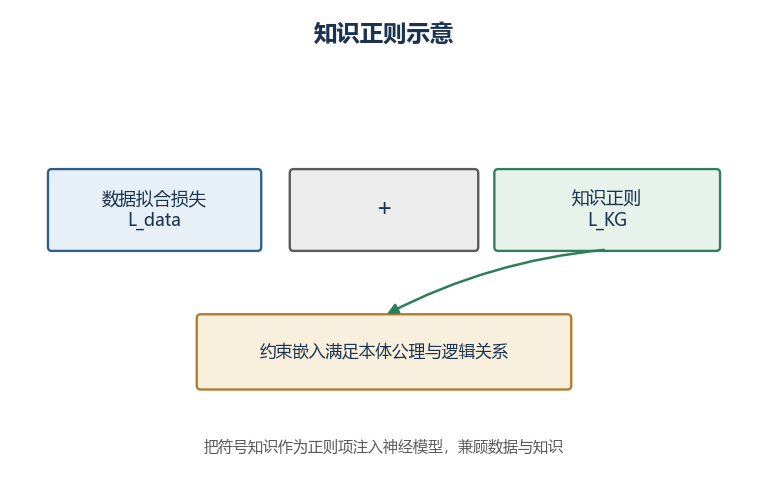 知识正则示意
数据拟合损失
L_data
+
知识正则
L_KG
约束嵌入满足本体公理与逻辑关系
把符号知识作为正则项注入神经模型，兼顾数据与知识